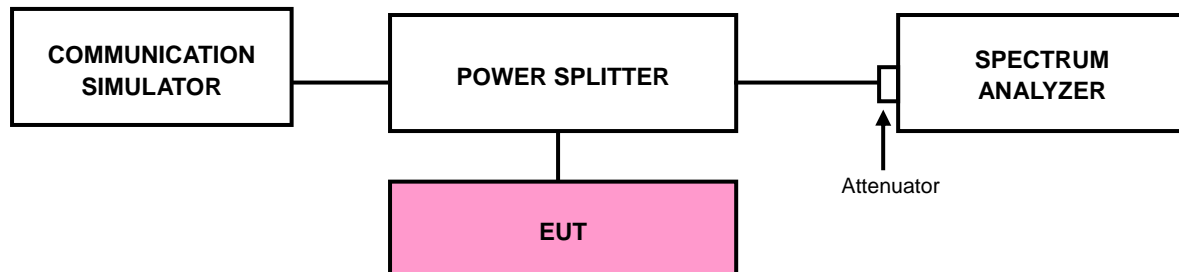 COMMUNICATION
SIMULATOR
POWER SPLITTER
SPECTRUM
ANALYZER
Attenuator
EUT